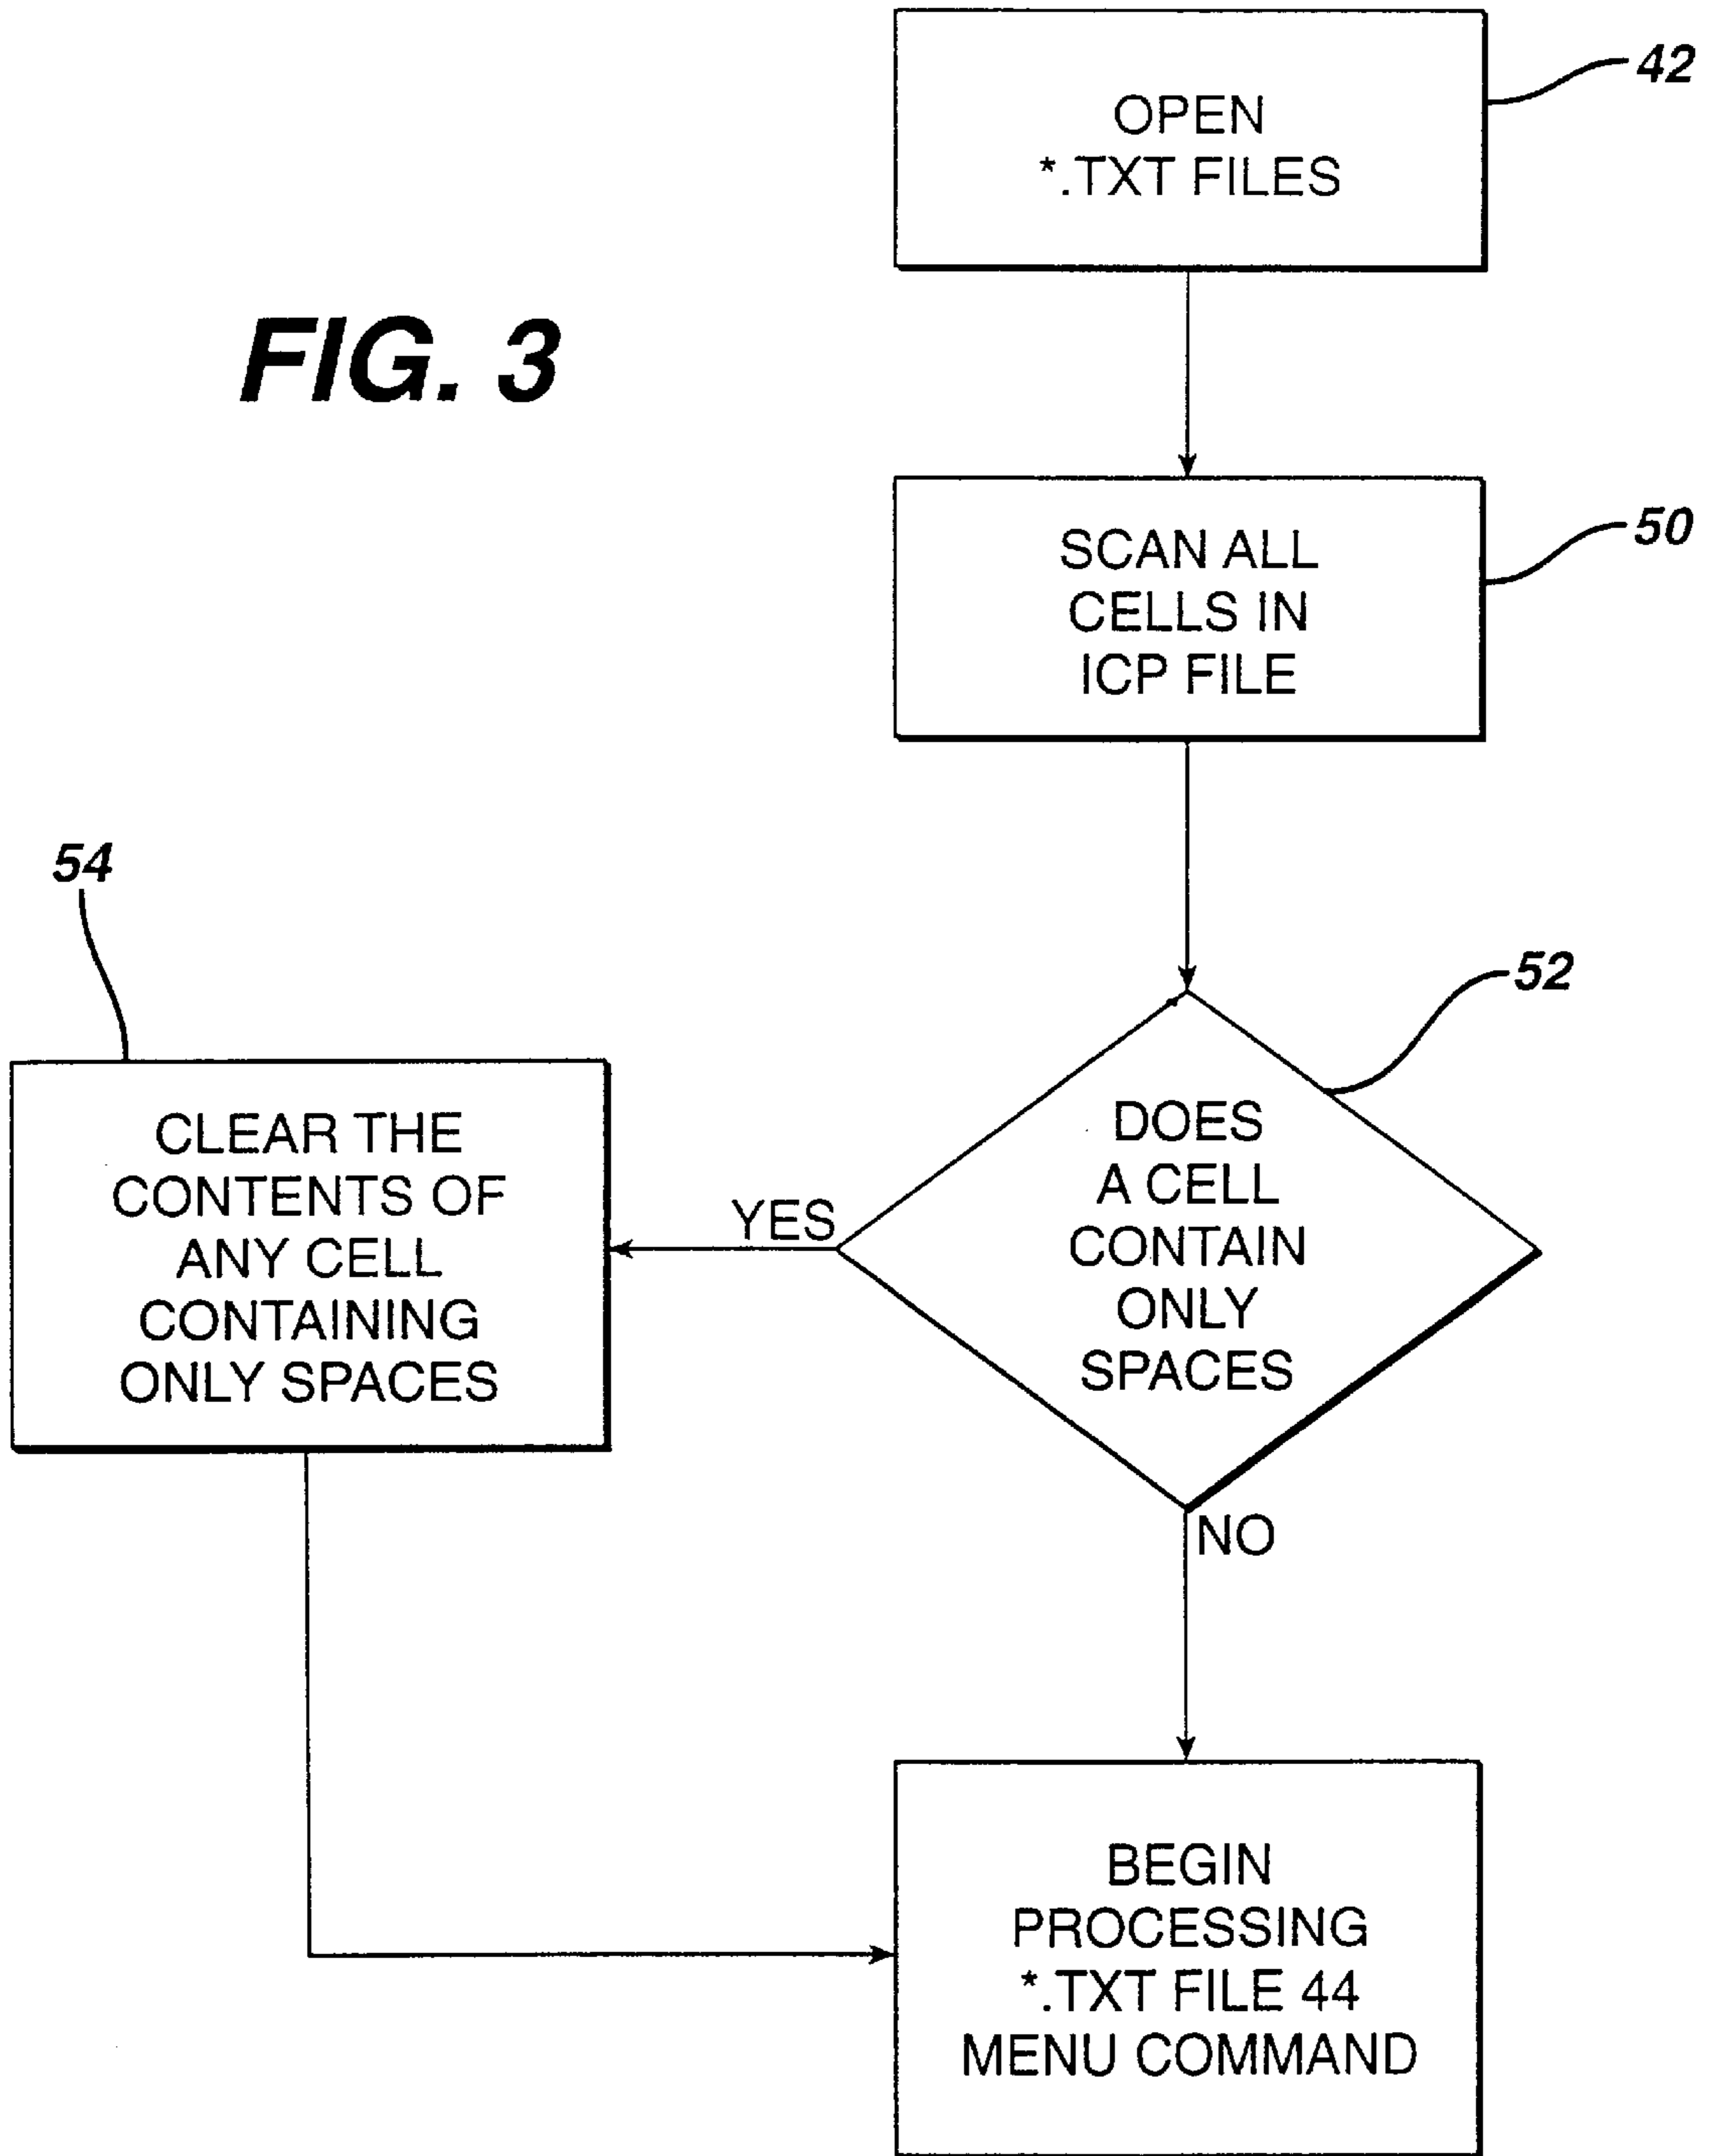 OPEN
*.TXT FILES
42
FIG. 3
SCAN ALL
CELLS IN
ICP FILE
50
54
52
CLEAR THE
CONTENTS OF
ANY CELL
CONTAINING
ONLY SPACES
YES
DOES
A CELL
CONTAIN
ONLY
SPACES
NO
BEGIN
PROCESSING
*.TXT FILE 44
MENU COMMAND